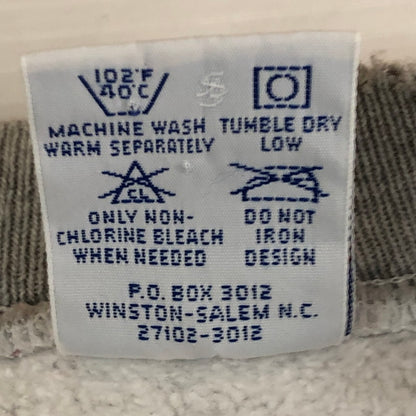 102°F
40°C
MACHINE WASH
WARM SEPARATELY
TUMBLE DRY
LOW
CL
ONLY NON-
CHLORINE BLEACH
WHEN NEEDED
DO NOT
IRON
DESIGN
P.O. BOX 3012
WINSTON-SALEM N.C.
27102-3012